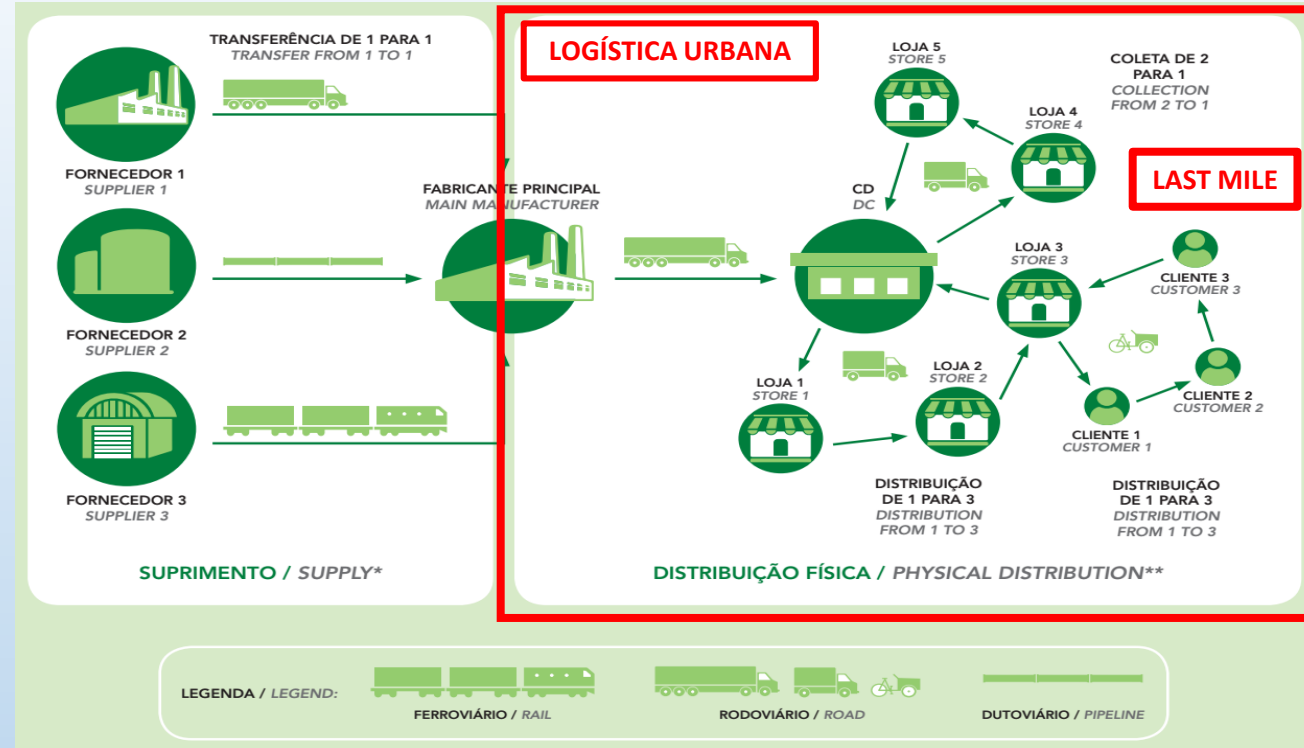 TRANSFERÊNCIA DE 1 PARA 1
TRANSFER FROM 1 TO 1
FORNECEDOR 1
SUPPLIER 1
FORNECEDOR 2
SUPPLIER 2
FORNECEDOR 3
SUPPLIER 3
SUPRIMENTO / SUPPLY*
LOGÍSTICA URBANA
FABRICANTE PRINCIPAL
MAIN MANUFACTURER
LOJA 5
STORE 5
COLETA DE 2
PARA 1
COLLECTION
FROM 2 TO 1
LOJA 4
STORE 4
LAST MILE
CD
DC
LOJA 3
STORE 3
CLIENTE 3
CUSTOMER 3
LOJA 1
STORE 1
LOJA 2
STORE 2
CLIENTE 2
CUSTOMER 2
CLIENTE 1
CUSTOMER 1
DISTRIBUIÇÃO
DE 1 PARA 3
DISTRIBUTION
FROM 1 TO 3
DISTRIBUIÇÃO
DE 1 PARA 3
DISTRIBUTION
FROM 1 TO 3
DISTRIBUIÇÃO FÍSICA / PHYSICAL DISTRIBUTION**
LEGENDA / LEGEND:
FERROVIÁRIO / RAIL
RODOVIÁRIO / ROAD
DUTOVIÁRIO / PIPELINE